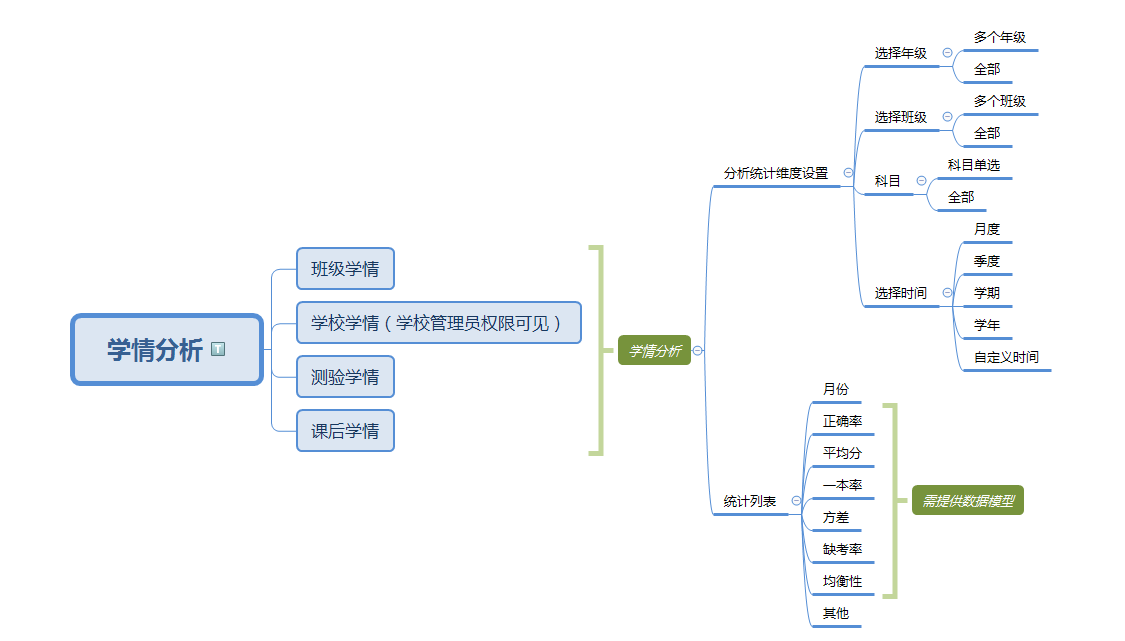 学情分析
班级学情
学校学情（学校管理员权限可见）
测验学情
课后学情
学情分析
分析统计维度设置
选择年级
多个年级
全部
选择班级
多个班级
全部
科目
科目单选
全部
选择时间
月度
季度
学期
学年
自定义时间
统计列表
月份
正确率
平均分
一本率
方差
缺考率
均衡性
其他
需提供数据模型